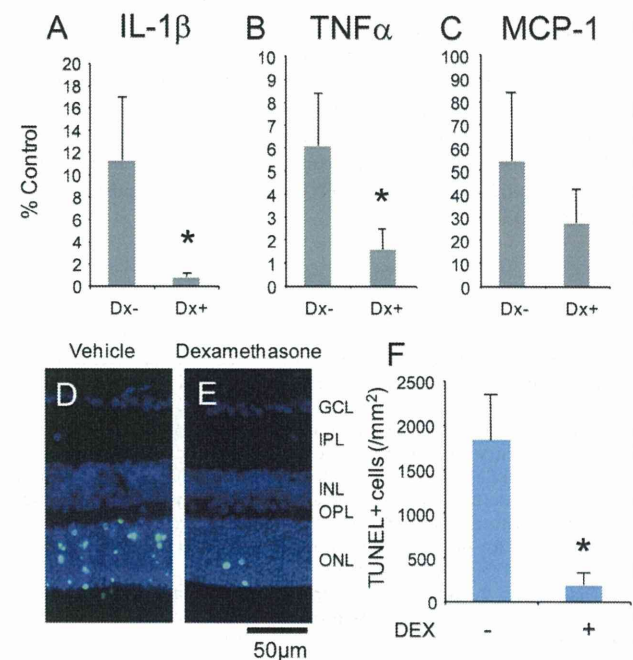 A IL-1β
B TNFα
C MCP-1
% Control
20
18
16
14
12
10
8
6
4
2
0
Dx- Dx+
*
10
9
8
7
6
5
4
3
2
1
0
Dx- Dx+
*
100
90
80
70
60
50
40
30
20
10
0
Dx- Dx+
Vehicle
Dexamethasone
D
E
GCL
IPL
INL
OPL
ONL
50µm
F
TUNEL+ cells (/mm²)
2500
2000
1500
1000
500
0
*
DEX - +